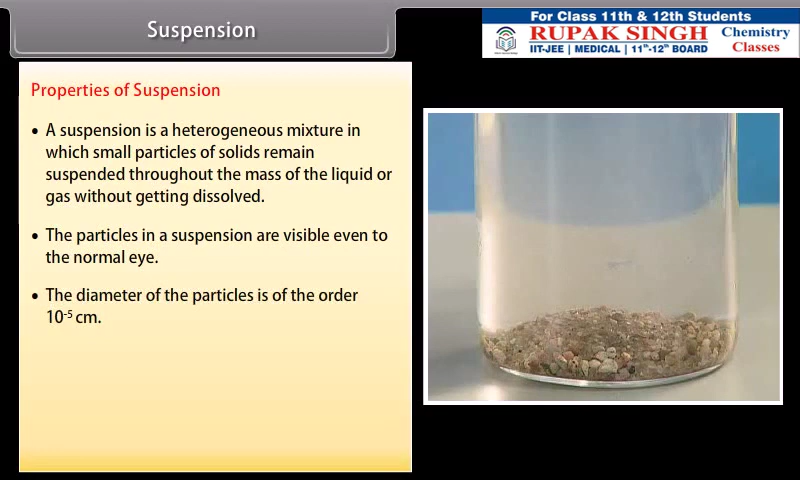 Suspension
For Class 11th & 12th Students
RUPAK SINGH
IIT-JEE | MEDICAL | 11th-12th BOARD
Chemistry
Classes
Properties of Suspension
• A suspension is a heterogeneous mixture in
which small particles of solids remain
suspended throughout the mass of the liquid or
gas without getting dissolved.
• The particles in a suspension are visible even to
the normal eye.
• The diameter of the particles is of the order
10⁻⁵ cm.